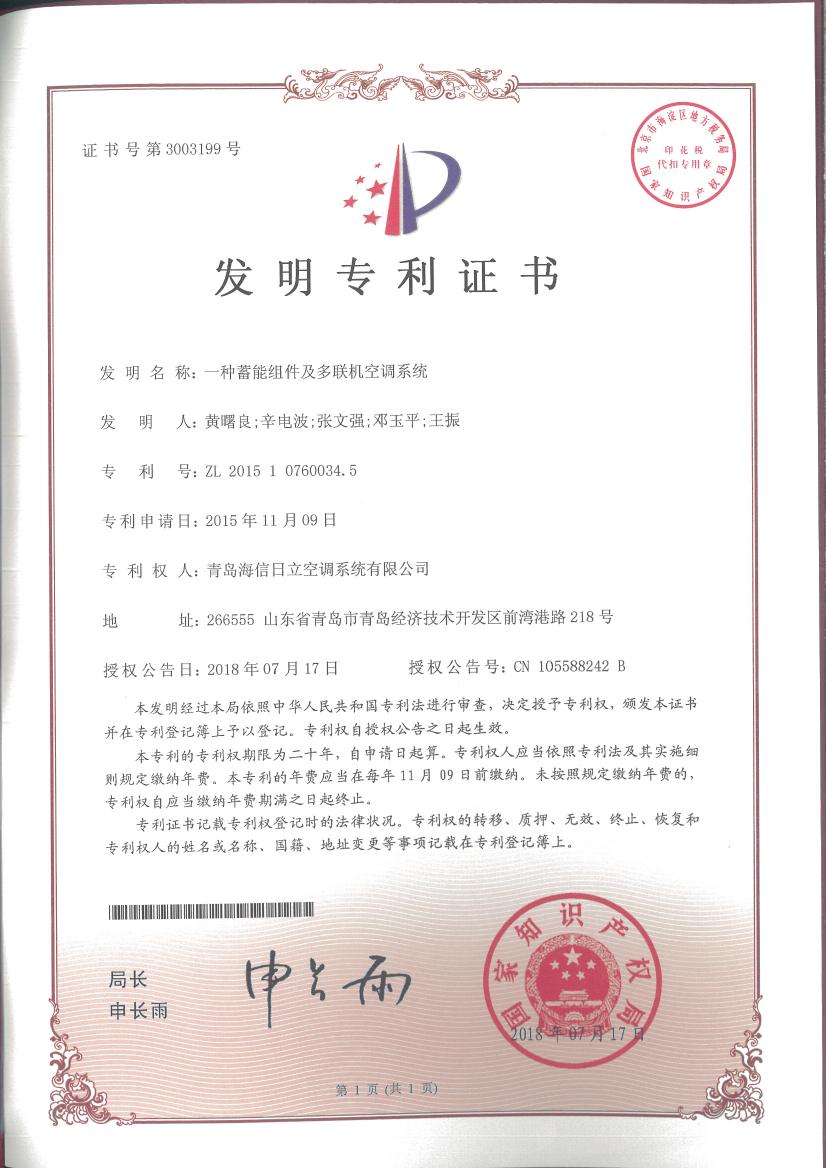 证书号第3003199号
北京市海淀区地方税务局
印花税
代扣专用章
国家知识产权局
发明专利证书
发明名称：一种蓄能组件及多联机空调系统
发明人：黄曙良;辛电波;张文强;邓玉平;王振
专利号：ZL 2015 1 0760034.5
专利申请日：2015年11月09日
专利权人：青岛海信日立空调系统有限公司
地址：266555 山东省青岛市青岛经济技术开发区前湾港路218号
授权公告日：2018年07月17日 授权公告号：CN 105588242 B
本发明经过本局依照中华人民共和国专利法进行审查，决定授予专利权，颁发本证书
并在专利登记簿上予以登记。专利权自授权公告之日起生效。
本专利的专利权期限为二十年，自申请日起算。专利权人应当依照专利法及其实施细
则规定缴纳年费。本专利的年费应当在每年11月09日前缴纳。未按照规定缴纳年费的，
专利权自应当缴纳年费期满之日起终止。
专利证书记载专利权登记时的法律状况。专利权的转移、质押、无效、终止、恢复和
专利权人的姓名或名称、国籍、地址变更等事项记载在专利登记簿上。
局长
申长雨
申长雨
国家知识产权局
2018年07月17日
第1页(共1页)